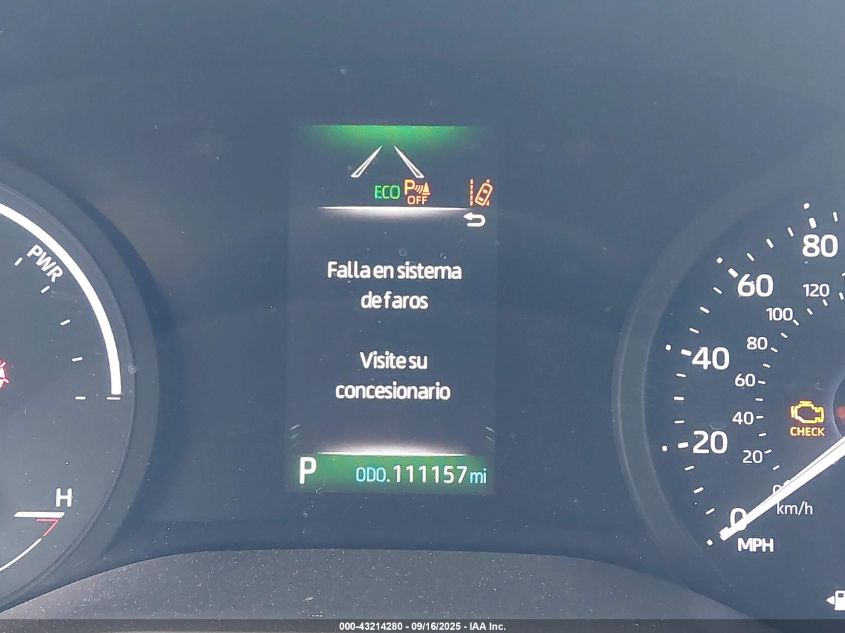 ECO P OFF
Falla en sistema
de faros
Visite su
concesionario
P ODO.111157 mi
PWR
H
80
60
40
20
0
MPH
120
100
80
60
40
20
km/h
CHECK
000-43214280 - 09/16/2025 - IAA Inc.